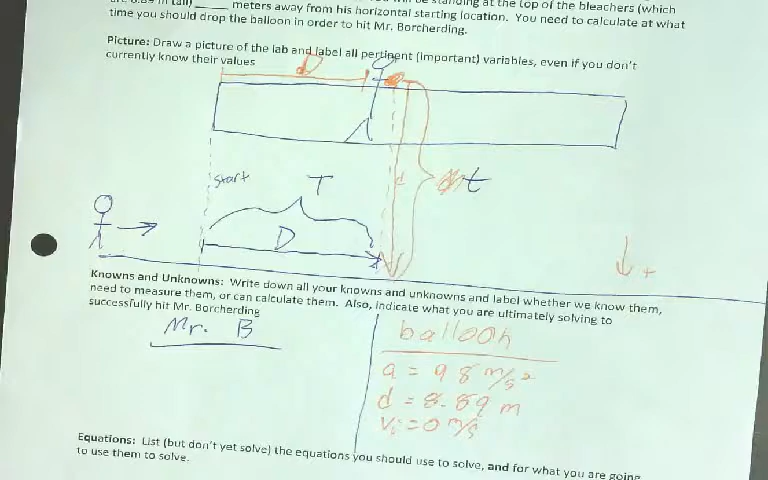 meters away from his horizontal starting location. You need to calculate at what
time you should drop the balloon in order to hit Mr. Borcherding.
Picture: Draw a picture of the lab and label all pertinent (important) variables, even if you don't
currently know their values
D
start
T
d
t
D
+
Knowns and Unknowns: Write down all your knowns and unknowns and label whether we know them,
need to measure them, or can calculate them. Also, indicate what you are ultimately solving to
successfully hit Mr. Borcherding
Mr. B
balloon
a = 9.8 m/s²
d = 8.89 m
Vi = 0 m/s
Equations: List (but don't yet solve) the equations you should use to solve, and for what you are going
to use them to solve.